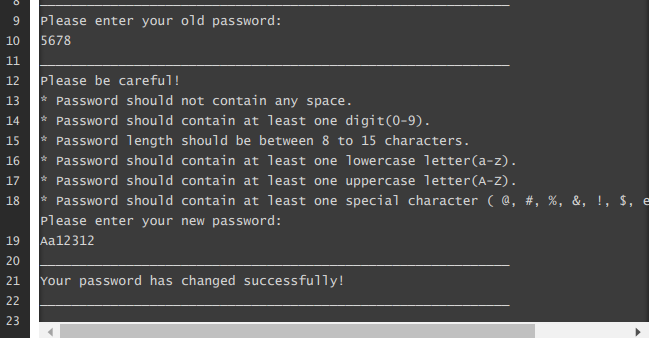 8
9 Please enter your old password:
10 5678
11
12 Please be careful!
13 * Password should not contain any space.
14 * Password should contain at least one digit(0-9).
15 * Password length should be between 8 to 15 characters.
16 * Password should contain at least one lowercase letter(a-z).
17 * Password should contain at least one uppercase letter(A-Z).
18 * Password should contain at least one special character ( @, #, %, &, !, $, e
Please enter your new password:
19 Aa12312
20
21 Your password has changed successfully!
22
23